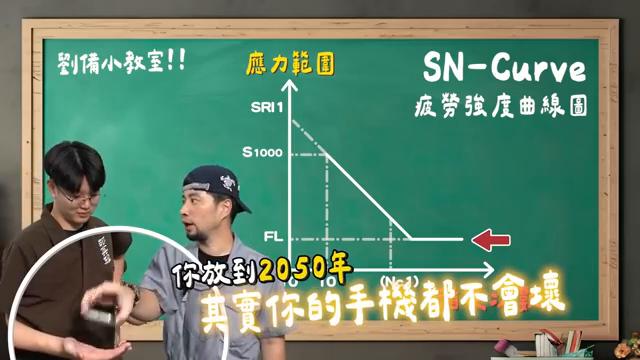 劉備小教室!!
應力範圍
SN-Curve
疲勞強度曲線圖
SRI1
S1000
FL
你放到2050年
其實你的手機都不會壞